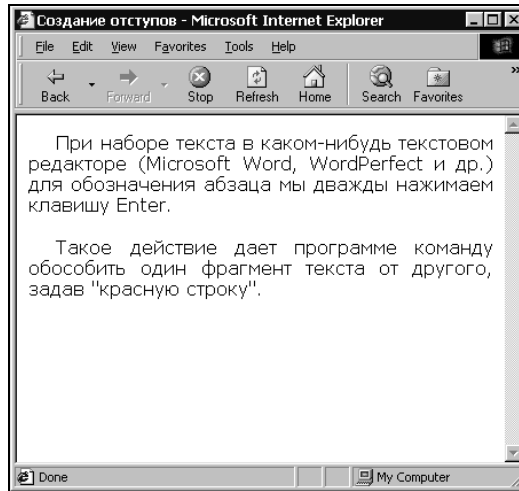 Создание отступов - Microsoft Internet Explorer
File Edit View Favorites Tools Help
Back Forward Stop Refresh Home Search Favorites »
При наборе текста в каком-нибудь текстовом
редакторе (Microsoft Word, WordPerfect и др.)
для обозначения абзаца мы дважды нажимаем
клавишу Enter.
Такое действие дает программе команду
обособить один фрагмент текста от другого,
задав "красную строку".
Done My Computer